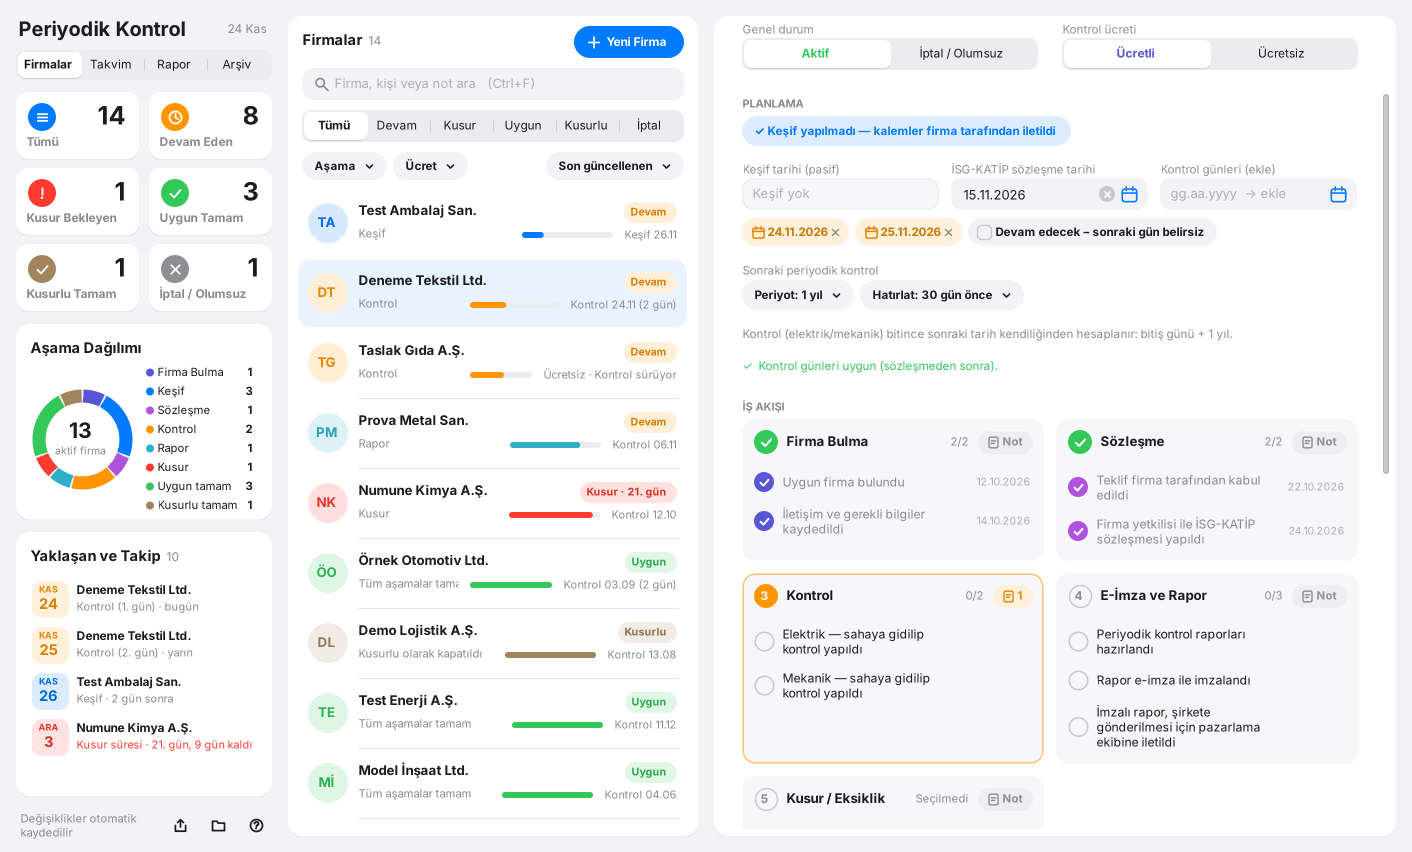 Periyodik Kontrol
24 Kas
Firmalar
Takvim
Rapor
Arşiv
14
Tümü
8
Devam Eden
1
Kusur Bekleyen
3
Uygun Tamam
1
Kusurlu Tamam
1
İptal / Olumsuz
Aşama Dağılımı
13
aktif firma
Firma Bulma 1
Keşif 3
Sözleşme 1
Kontrol 2
Rapor 1
Kusur 1
Uygun tamam 3
Kusurlu tamam 1
Yaklaşan ve Takip 10
KAS
24
Deneme Tekstil Ltd.
Kontrol (1. gün) · bugün
KAS
25
Deneme Tekstil Ltd.
Kontrol (2. gün) · yarın
KAS
26
Test Ambalaj San.
Keşif · 2 gün sonra
ARA
3
Numune Kimya A.Ş.
Kusur süresi · 21. gün, 9 gün kaldı
Değişiklikler otomatik
kaydedilir
Firmalar 14
Yeni Firma
Firma, kişi veya not ara (Ctrl+F)
Tümü
Devam
Kusur
Uygun
Kusurlu
İptal
Aşama
Ücret
Son güncellenen
TA
Test Ambalaj San.
Devam
Keşif
Keşif 26.11
DT
Deneme Tekstil Ltd.
Devam
Kontrol
Kontrol 24.11 (2 gün)
TG
Taslak Gıda A.Ş.
Devam
Kontrol
Ücretsiz · Kontrol sürüyor
PM
Prova Metal San.
Devam
Rapor
Kontrol 06.11
NK
Numune Kimya A.Ş.
Kusur · 21. gün
Kusur
Kontrol 12.10
ÖO
Örnek Otomotiv Ltd.
Uygun
Tüm aşamalar tama
Kontrol 03.09 (2 gün)
DL
Demo Lojistik A.Ş.
Kusurlu
Kusurlu olarak kapatıldı
Kontrol 13.08
TE
Test Enerji A.Ş.
Uygun
Tüm aşamalar tamam
Kontrol 11.12
Mİ
Model İnşaat Ltd.
Uygun
Tüm aşamalar tamam
Kontrol 04.06
Genel durum
Aktif
İptal / Olumsuz
Kontrol ücreti
Ücretli
Ücretsiz
PLANLAMA
✓ Keşif yapılmadı — kalemler firma tarafından iletildi
Keşif tarihi (pasif)
Keşif yok
İSG-KATİP sözleşme tarihi
15.11.2026
Kontrol günleri (ekle)
gg.aa.yyyy → ekle
24.11.2026 ×
25.11.2026 ×
Devam edecek – sonraki gün belirsiz
Sonraki periyodik kontrol
Periyot: 1 yıl
Hatırlat: 30 gün önce
Kontrol (elektrik/mekanik) bitince sonraki tarih kendiliğinden hesaplanır: bitiş günü + 1 yıl.
✓ Kontrol günleri uygun (sözleşmeden sonra).
İŞ AKIŞI
Firma Bulma
2/2
Not
Uygun firma bulundu
12.10.2026
İletişim ve gerekli bilgiler
kaydedildi
14.10.2026
Sözleşme
2/2
Not
Teklif firma tarafından kabul
edildi
22.10.2026
Firma yetkilisi ile İSG-KATİP
sözleşmesi yapıldı
24.10.2026
3
Kontrol
0/2
1
Elektrik — sahaya gidilip
kontrol yapıldı
Mekanik — sahaya gidilip
kontrol yapıldı
4
E-İmza ve Rapor
0/3
Not
Periyodik kontrol raporları
hazırlandı
Rapor e-imza ile imzalandı
İmzalı rapor, şirkete
gönderilmesi için pazarlama
ekibine iletildi
5
Kusur / Eksiklik
Seçilmedi
Not